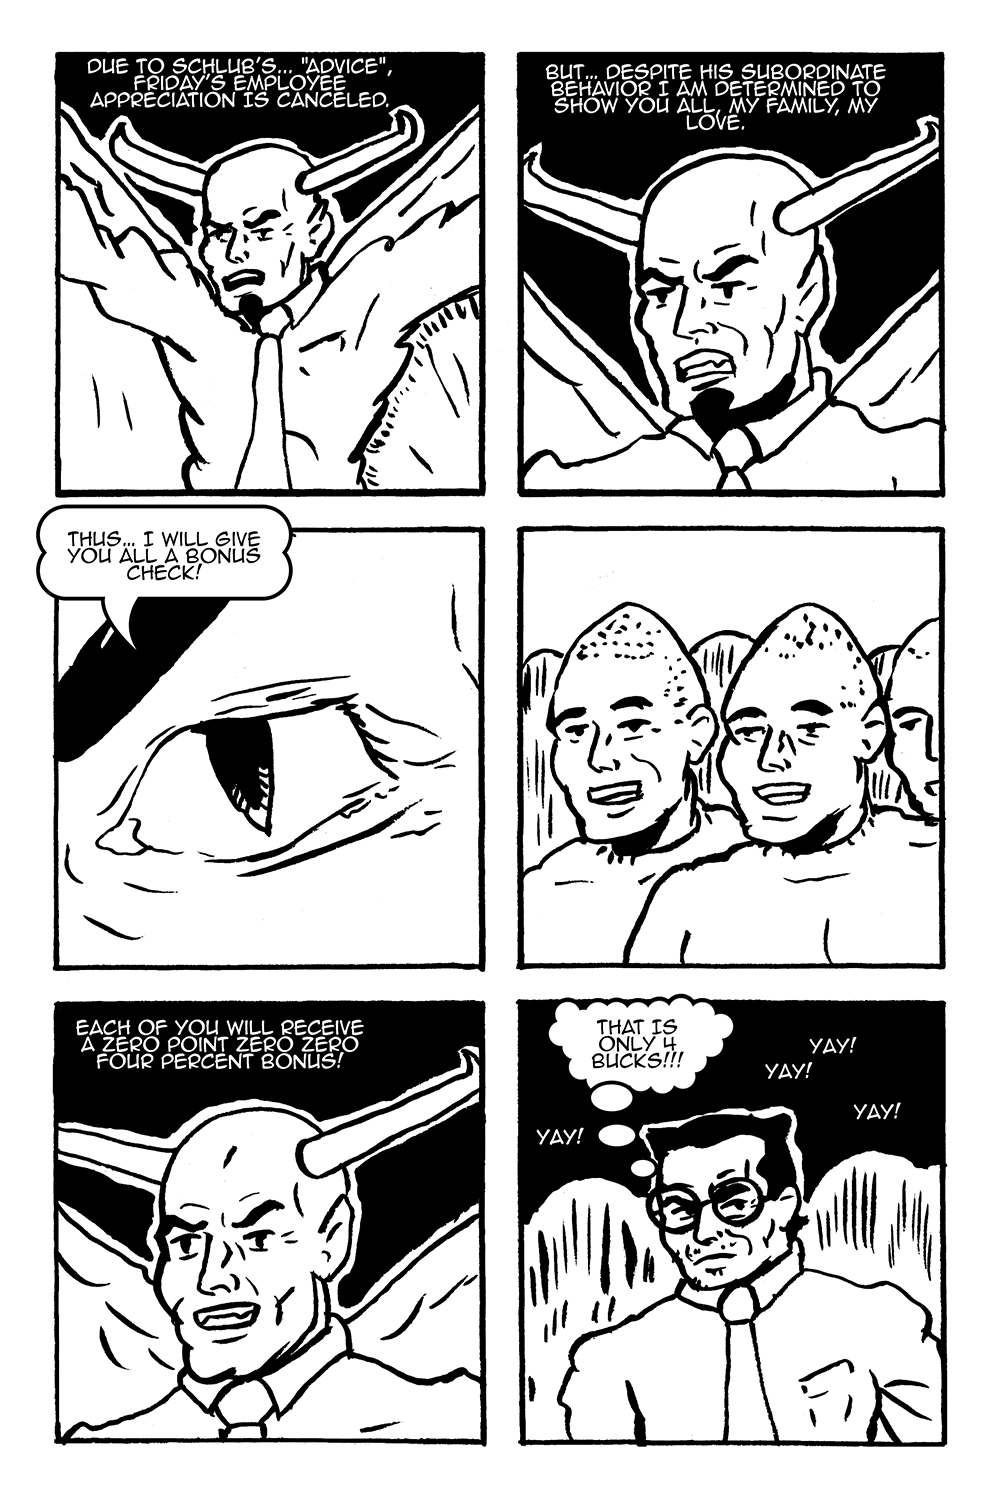 DUE TO SCHLUB'S... "ADVICE",
FRIDAY'S EMPLOYEE
APPRECIATION IS CANCELED.
BUT... DESPITE HIS SUBORDINATE
BEHAVIOR I AM DETERMINED TO
SHOW YOU ALL, MY FAMILY, MY
LOVE.
THUS... I WILL GIVE
YOU ALL A BONUS
CHECK!
EACH OF YOU WILL RECEIVE
A ZERO POINT ZERO ZERO
FOUR PERCENT BONUS!
THAT IS
ONLY 4
BUCKS!!!
YAY!
YAY!
YAY!
YAY!